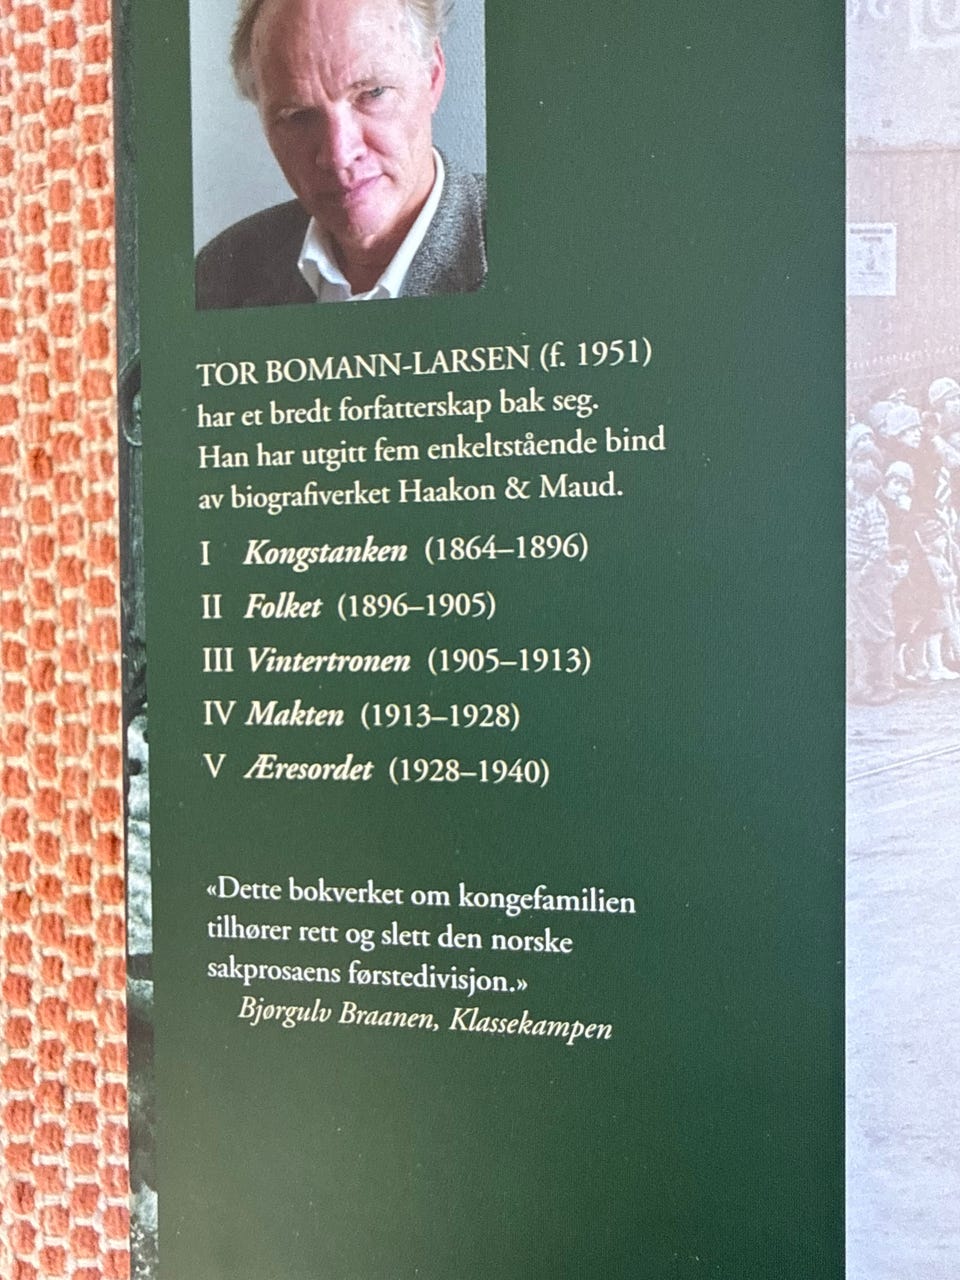 TOR BOMANN-LARSEN (f. 1951)
har et bredt forfatterskap bak seg.
Han har utgitt fem enkeltstående bind
av biografiverket Haakon & Maud.
I Kongstanken (1864–1896)
II Folket (1896–1905)
III Vintertronen (1905–1913)
IV Makten (1913–1928)
V Æresordet (1928–1940)
«Dette bokverket om kongefamilien
tilhører rett og slett den norske
sakprosaens førstedivisjon.»
Bjørgulv Braanen, Klassekampen